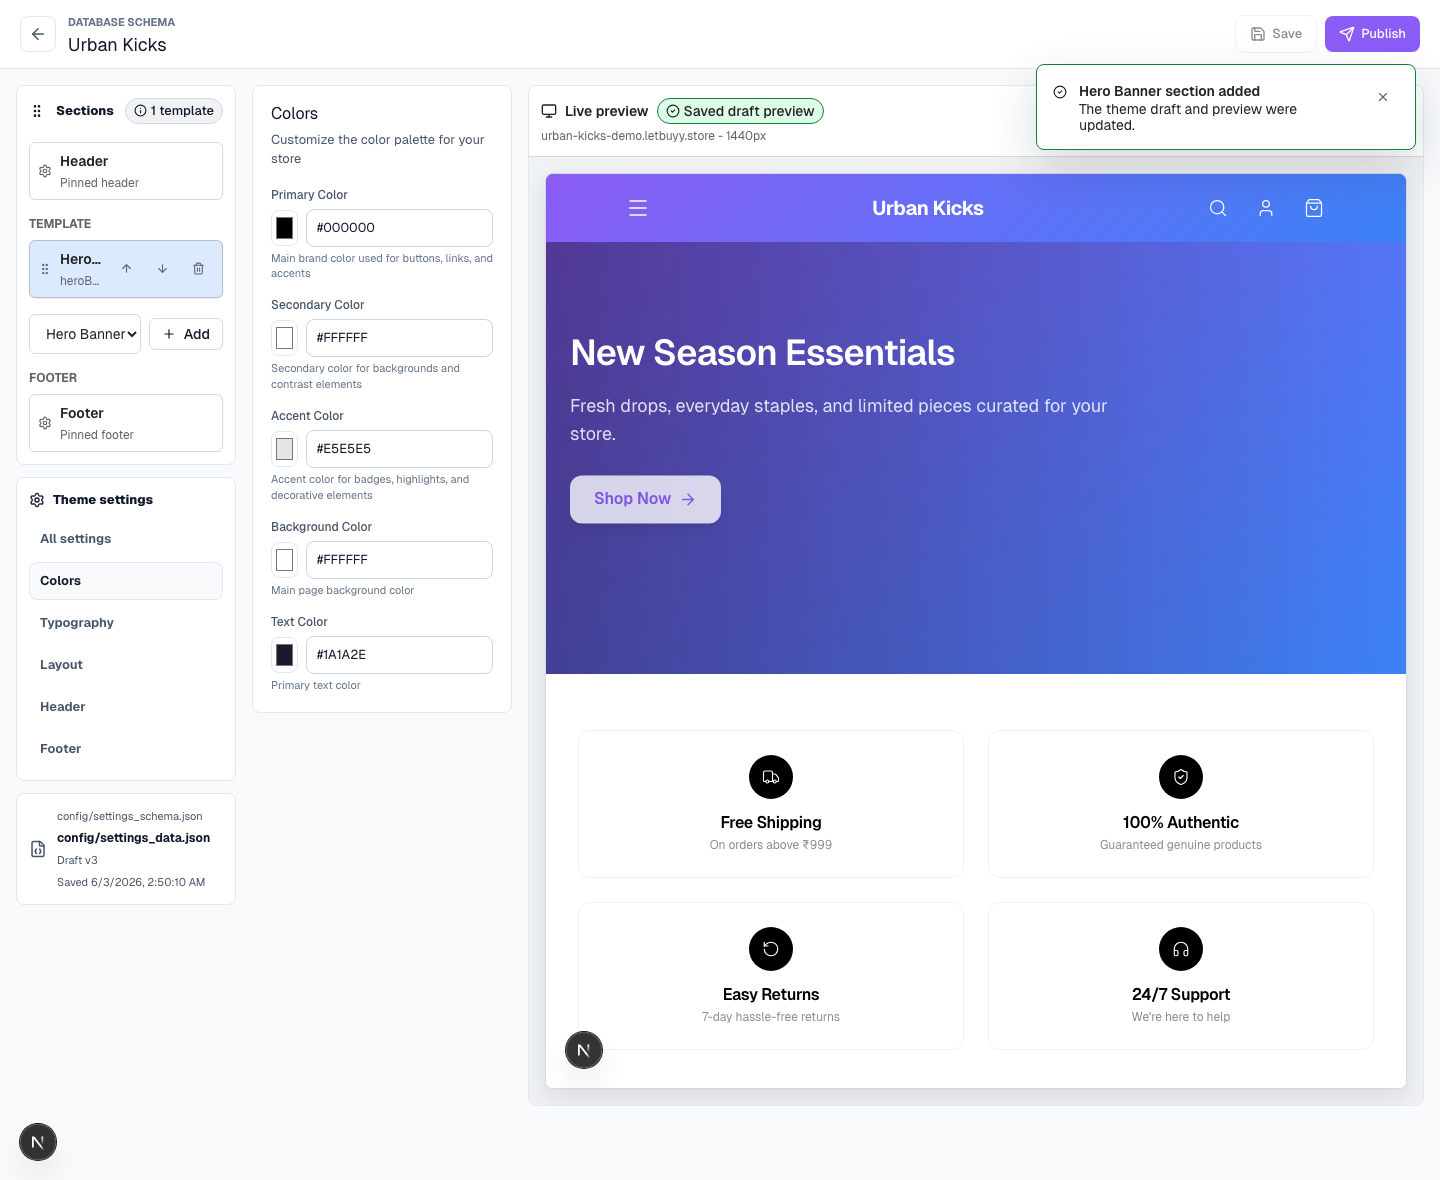 DATABASE SCHEMA
Urban Kicks
Save
Publish
Hero Banner section added
The theme draft and preview were
updated.
Sections
1 template
Header
Pinned header
TEMPLATE
Hero...
heroB...
Hero Banner
Add
FOOTER
Footer
Pinned footer
Theme settings
All settings
Colors
Typography
Layout
Header
Footer
config/settings_schema.json
config/settings_data.json
Draft v3
Saved 6/3/2026, 2:50:10 AM
Colors
Customize the color palette for your
store
Primary Color
#000000
Main brand color used for buttons, links, and
accents
Secondary Color
#FFFFFF
Secondary color for backgrounds and
contrast elements
Accent Color
#E5E5E5
Accent color for badges, highlights, and
decorative elements
Background Color
#FFFFFF
Main page background color
Text Color
#1A1A2E
Primary text color
Live preview
Saved draft preview
urban-kicks-demo.letbuyy.store - 1440px
Urban Kicks
New Season Essentials
Fresh drops, everyday staples, and limited pieces curated for your
store.
Shop Now
Free Shipping
On orders above ₹999
100% Authentic
Guaranteed genuine products
Easy Returns
7-day hassle-free returns
24/7 Support
We're here to help
N
N